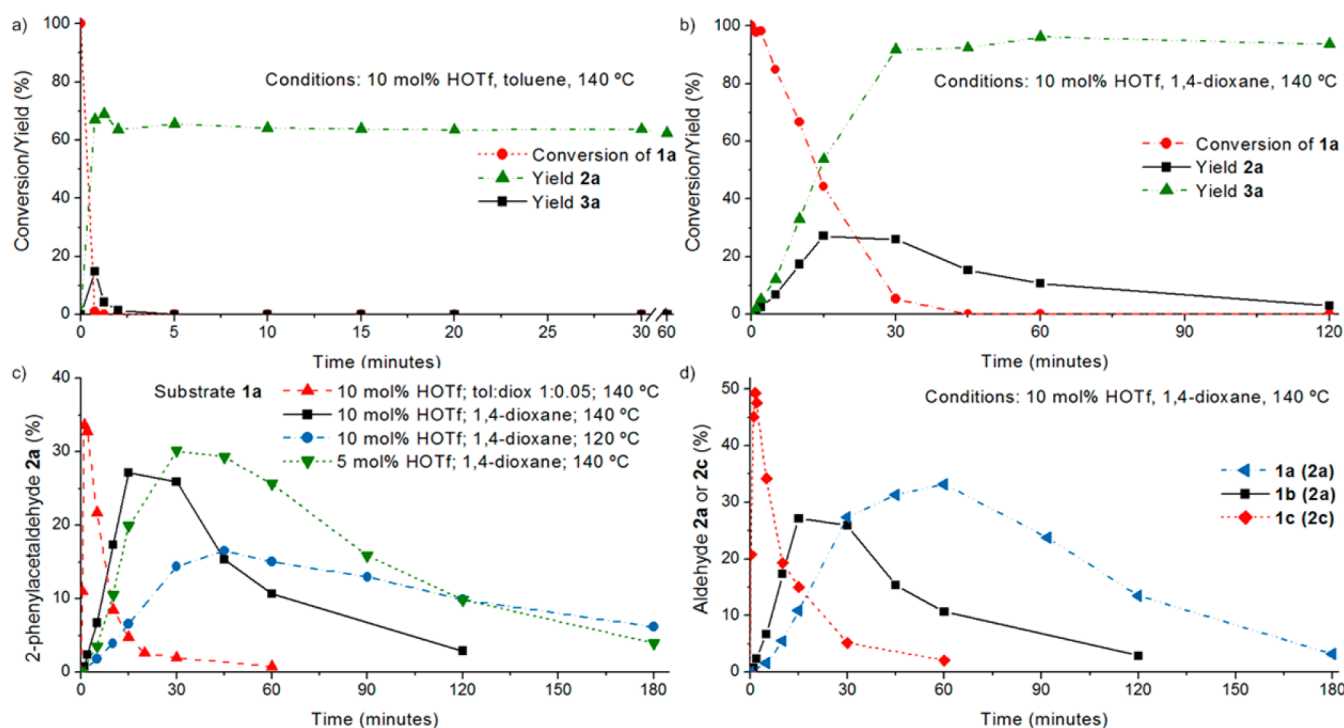 a)
Conversion/Yield (%)
100
80
60
40
20
0
Conditions: 10 mol% HOTf, toluene, 140 ºC
Conversion of 1a
Yield 2a
Yield 3a
0 5 10 15 20 25 30 60
Time (minutes)
b)
Conversion/Yield (%)
100
80
60
40
20
0
Conditions: 10 mol% HOTf, 1,4-dioxane, 140 ºC
Conversion of 1a
Yield 2a
Yield 3a
0 30 60 90 120
Time (minutes)
c)
2-phenylacetaldehyde 2a (%)
40
30
20
10
0
Substrate 1a
10 mol% HOTf; tol:diox 1:0.05; 140 ºC
10 mol% HOTf; 1,4-dioxane; 140 ºC
10 mol% HOTf; 1,4-dioxane; 120 ºC
5 mol% HOTf; 1,4-dioxane; 140 ºC
0 30 60 90 120 150 180
Time (minutes)
d)
Aldehyde 2a or 2c (%)
50
40
30
20
10
0
Conditions: 10 mol% HOTf, 1,4-dioxane, 140 ºC
1a (2a)
1b (2a)
1c (2c)
0 30 60 90 120 150 180
Time (minutes)